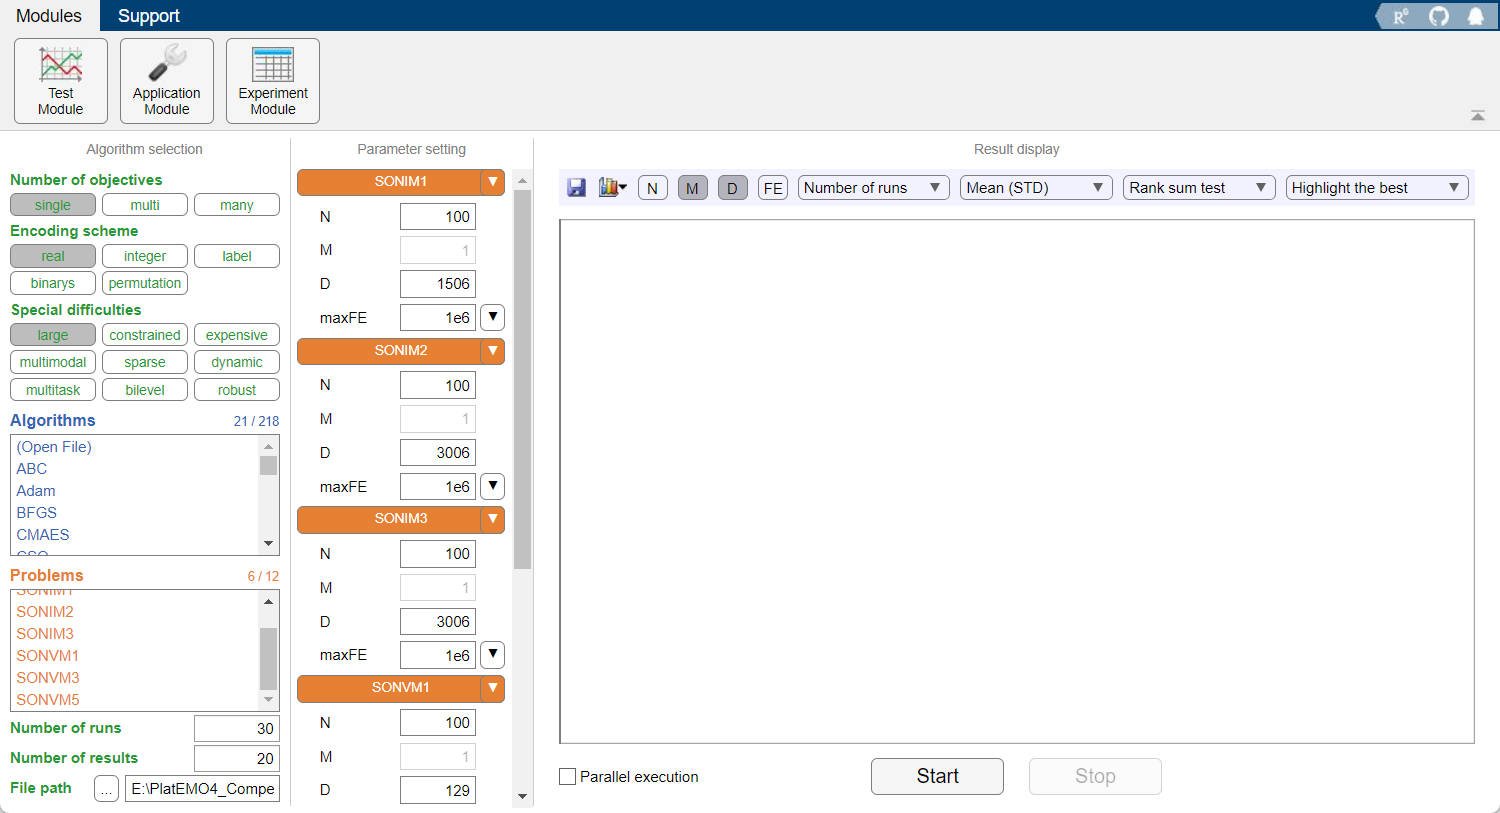 Modules Support
Test Module
Application Module
Experiment Module
Algorithm selection
Number of objectives
single multi many
Encoding scheme
real integer label
binarys permutation
Special difficulties
large constrained expensive
multimodal sparse dynamic
multitask bilevel robust
Algorithms 21 / 218
(Open File)
ABC
Adam
BFGS
CMAES
CSO
Problems 6 / 12
SONIM1
SONIM2
SONIM3
SONVM1
SONVM3
SONVM5
Number of runs 30
Number of results 20
File path ... E:\PlatEMO4_Compe
Parameter setting
SONIM1 ▼
N 100
M 1
D 1506
maxFE 1e6 ▼
SONIM2 ▼
N 100
M 1
D 3006
maxFE 1e6 ▼
SONIM3 ▼
N 100
M 1
D 3006
maxFE 1e6 ▼
SONVM1 ▼
N 100
M 1
D 129
Result display
N M D FE Number of runs ▼ Mean (STD) ▼ Rank sum test ▼ Highlight the best ▼
Parallel execution
Start Stop